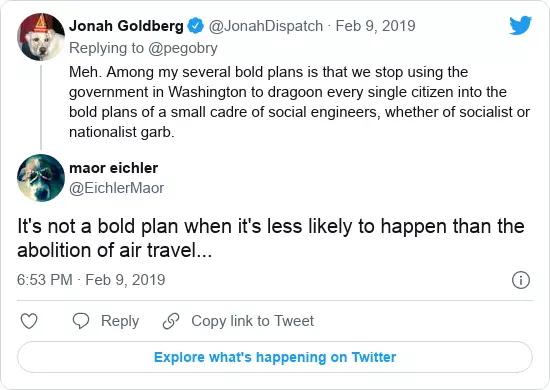 Jonah Goldberg @JonahDispatch · Feb 9, 2019
Replying to @pegobry
Meh. Among my several bold plans is that we stop using the
government in Washington to dragoon every single citizen into the
bold plans of a small cadre of social engineers, whether of socialist or
nationalist garb.
maor eichler
@EichlerMaor
It's not a bold plan when it's less likely to happen than the
abolition of air travel...
6:53 PM · Feb 9, 2019
Reply Copy link to Tweet
Explore what's happening on Twitter